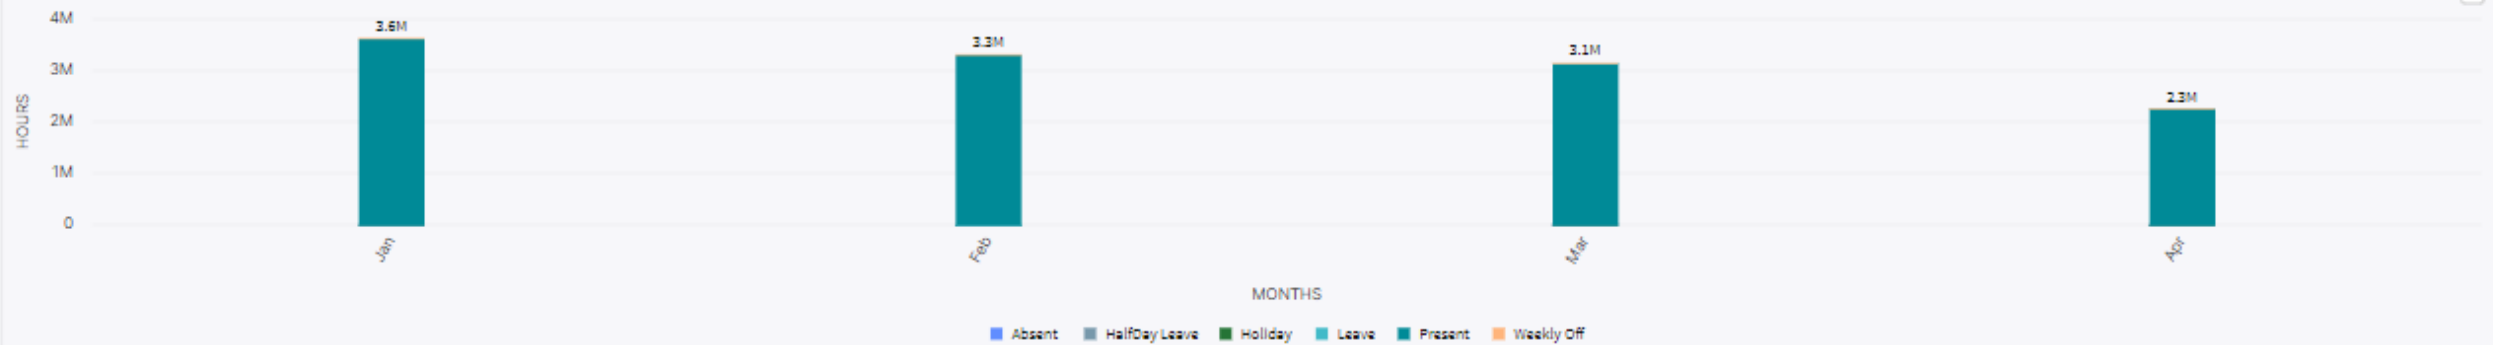 4M
3M
2M
1M
0
HOURS
3.6M
3.3M
3.1M
2.3M
Jan
Feb
Mar
Apr
MONTHS
Absent HalfDay Leave Holiday Leave Present Weekly Off